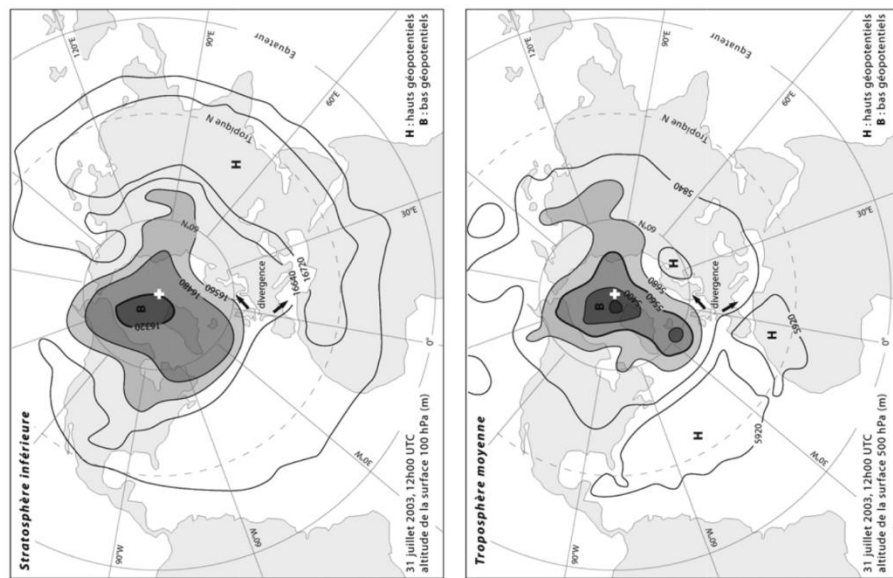 Stratosphère inférieure
120°E
90°E
Equateur
60°E
Tropique N
H
30°E
60°N
16480
16560
16640
16720
B
16320
divergence
0°
30°W
60°W
90°W
H : hauts géopotentiels
B : bas géopotentiels
31 juillet 2003, 12h00 UTC
altitude de la surface 100 hPa (m)
Troposphère moyenne
120°E
90°E
Equateur
60°E
Tropique N
5840
30°E
60°N
H
B
5560
5680
divergence
H
5920
0°
H
5920
30°W
60°W
90°W
H : hauts géopotentiels
B : bas géopotentiels
31 juillet 2003, 12h00 UTC
altitude de la surface 500 hPa (m)